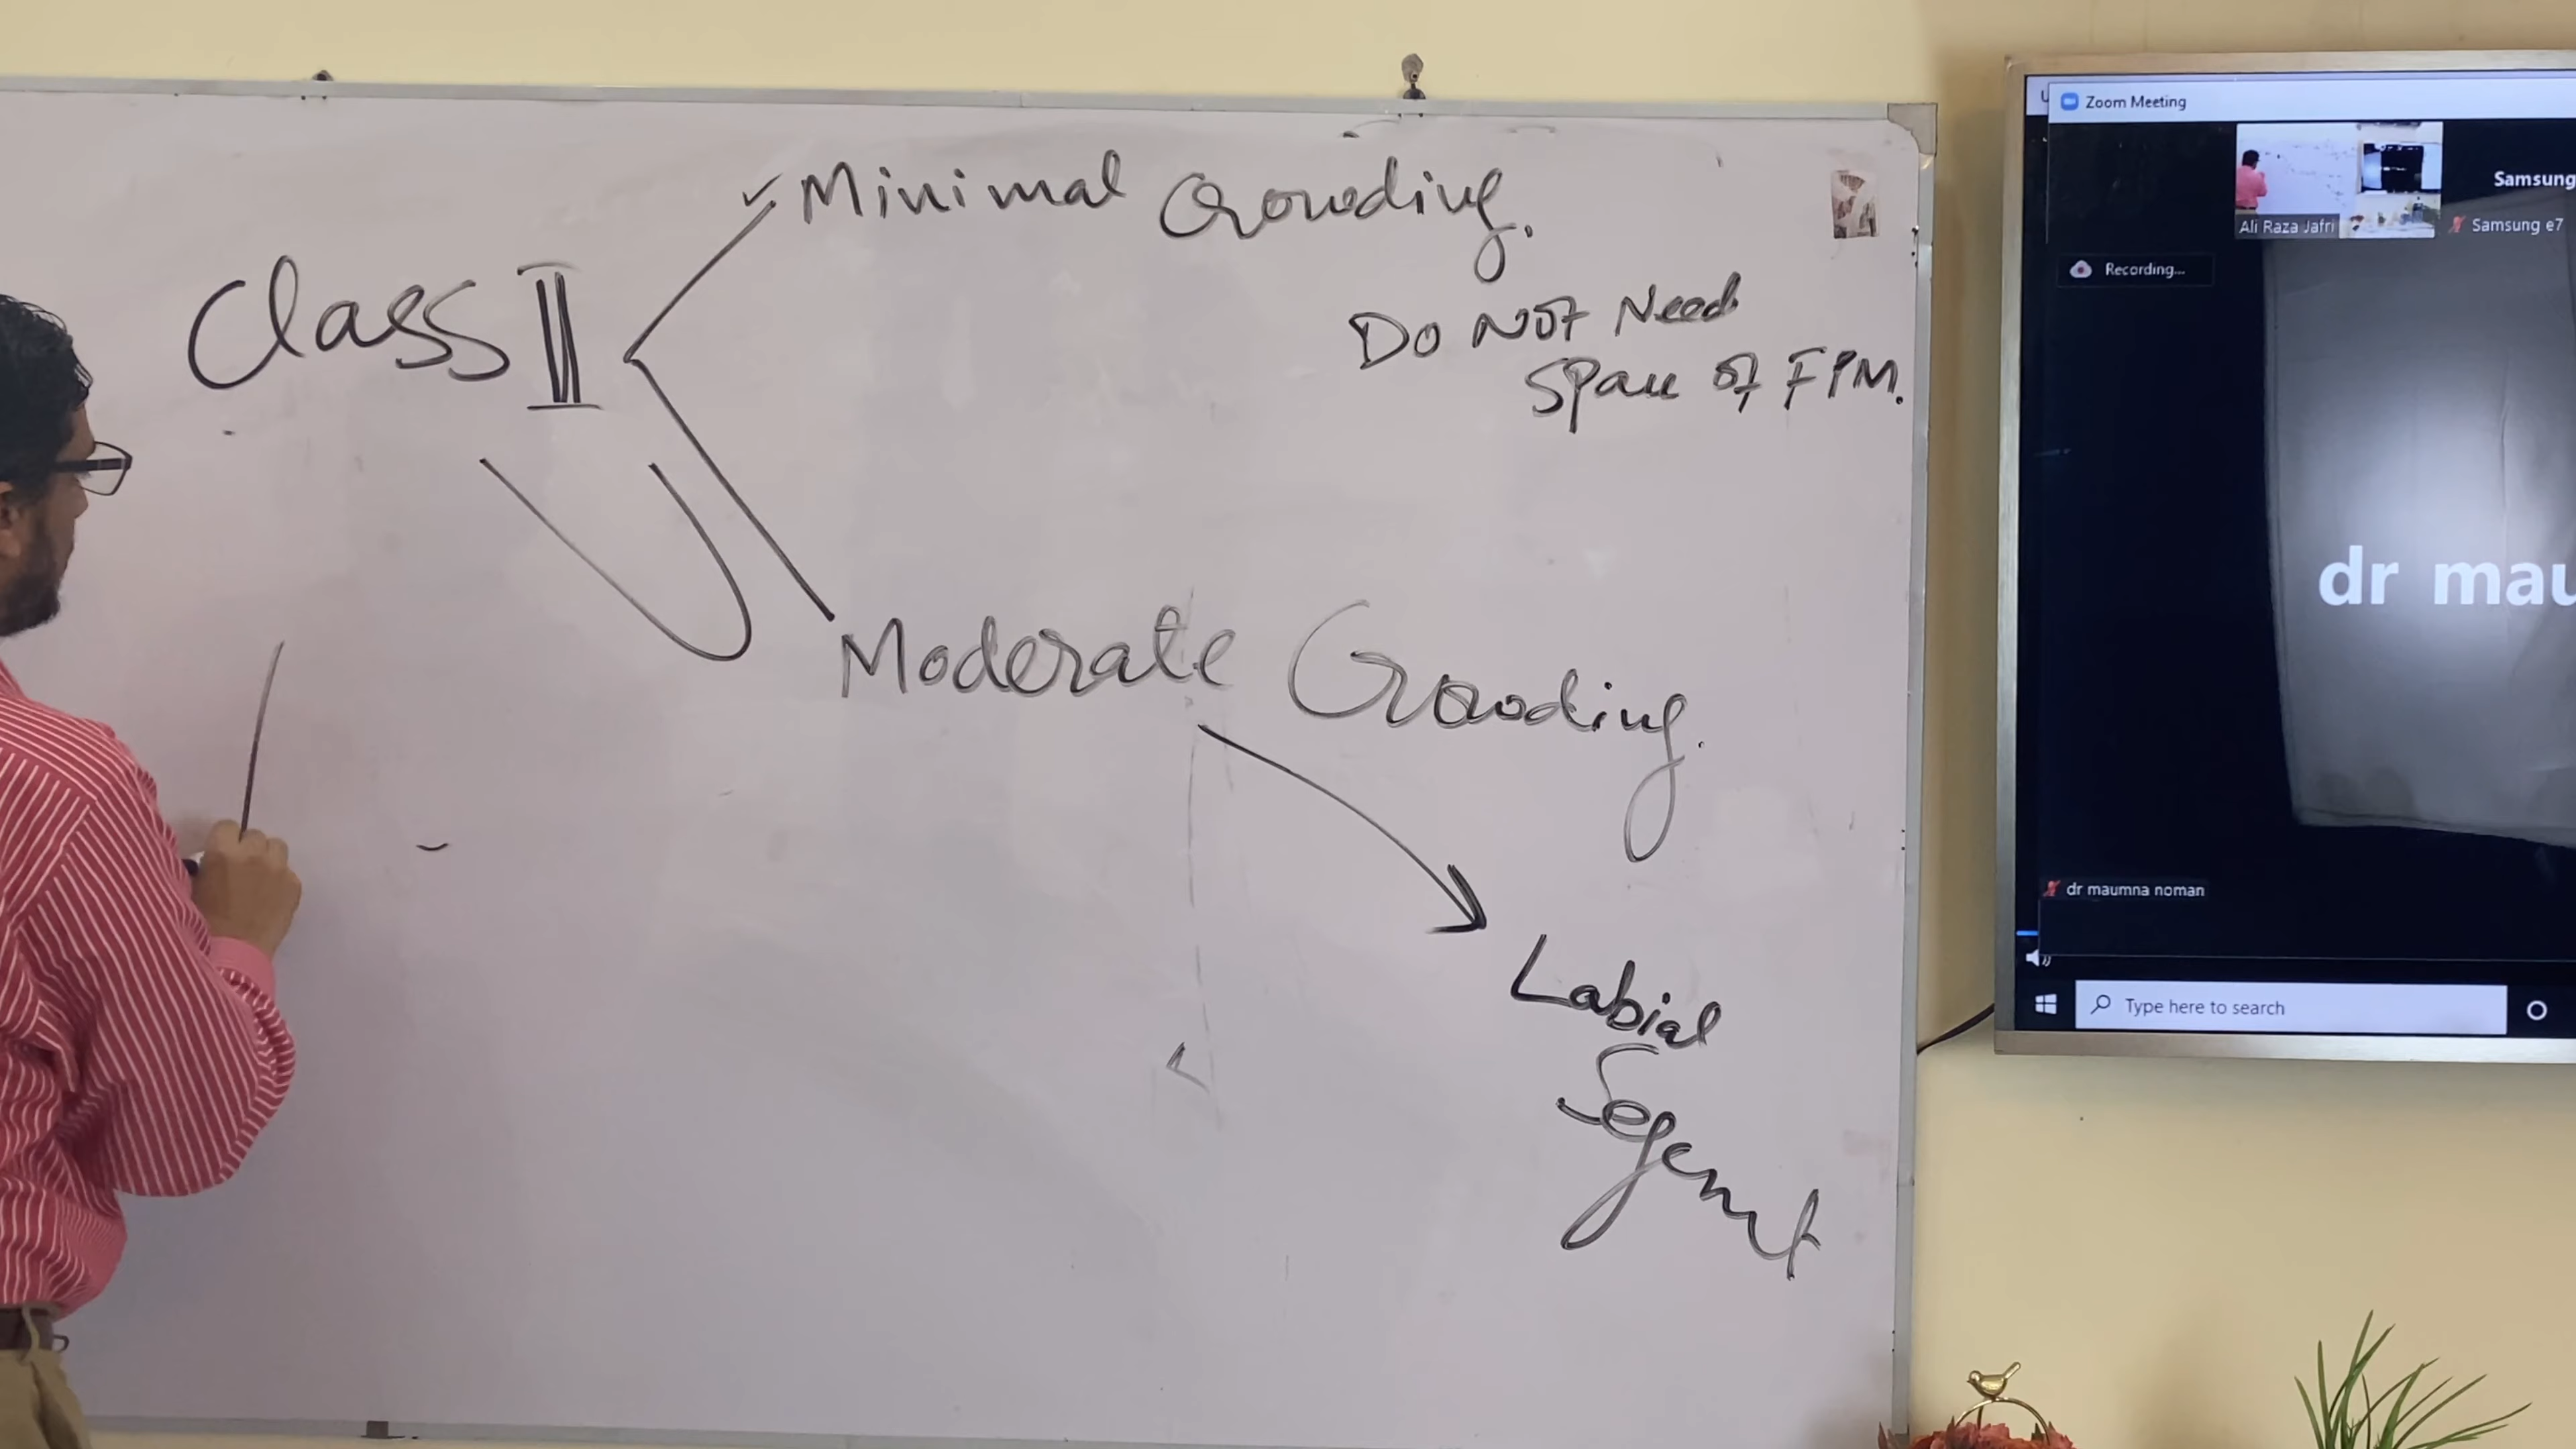 Minimal Crowding.
Class II
Do Not Need
Space of FPM.
Moderate Crowding.
Labial
Segment
Zoom Meeting
Samsung
Ali Raza Jafri
Samsung e7
Recording...
dr mau
dr maumna noman
Type here to search